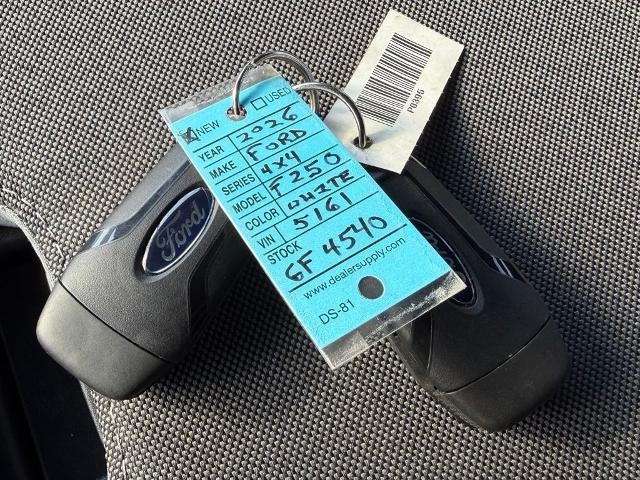 ☑ NEW ☐ USED
YEAR 2026
MAKE FORD
SERIES 4X4
MODEL F250
COLOR WHITE
VIN 5161
STOCK
GF 4540
www.dealersupply.com
DS-81
P0396
Ford